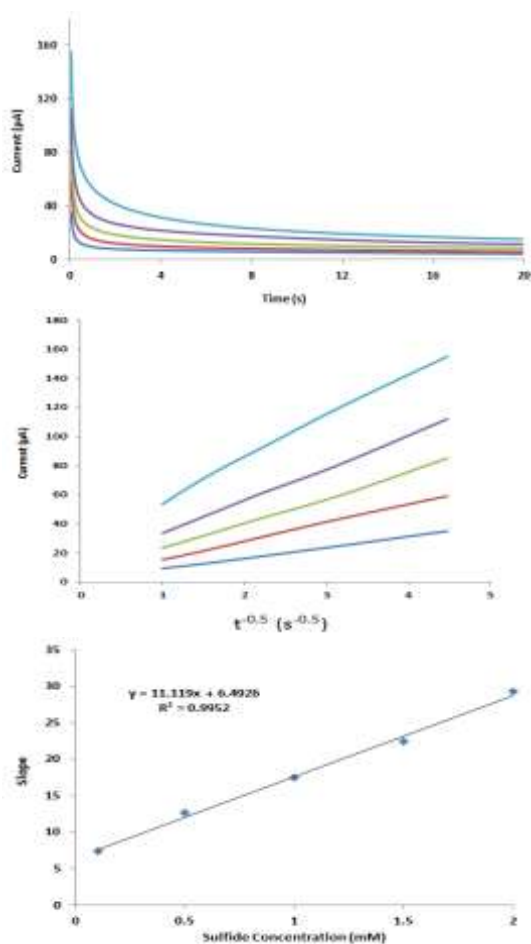 160
120
80
40
0
Current (µA)
0 4 8 12 16 20
Time (s)
180
160
140
120
100
80
60
40
20
0
Current (µA)
0 1 2 3 4 5
t⁻⁰·⁵ (s⁻⁰·⁵)
35
30
25
20
15
10
5
0
Slope
y = 11.119x + 6.4926
R² = 0.9952
0 0.5 1 1.5 2
Sulfide Concentration (mM)